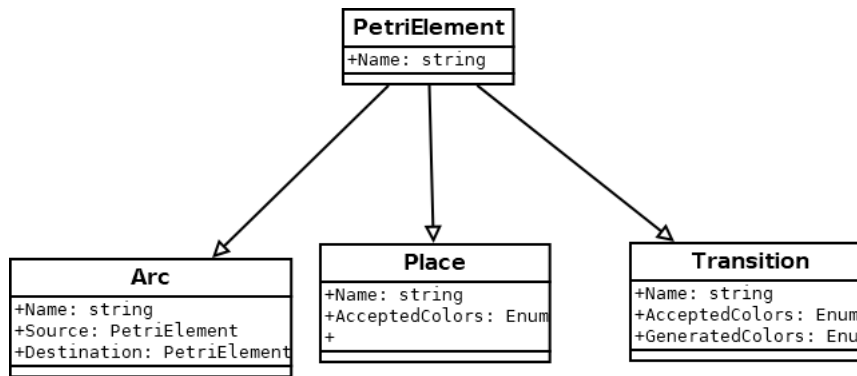 PetriElement
+Name: string
Arc
+Name: string
+Source: PetriElement
+Destination: PetriElement
Place
+Name: string
+AcceptedColors: Enum
+
Transition
+Name: string
+AcceptedColors: Enum
+GeneratedColors: Enu